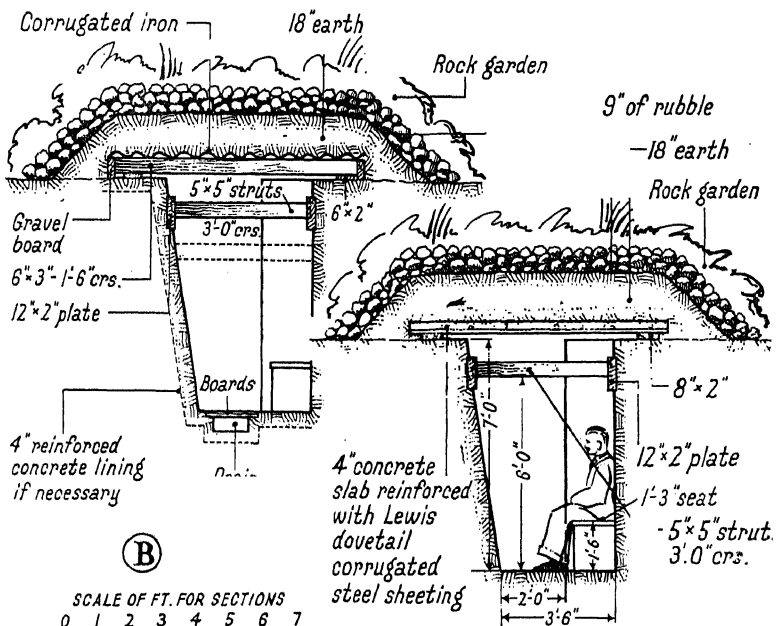 Corrugated iron
18"earth
Rock garden
5"×5"struts
3'·0"crs.
6"×2"
Gravel
board
6"×3"-1'·6"crs.
12"×2"plate
Boards
4"reinforced
concrete lining
if necessary
B
SCALE OF FT. FOR SECTIONS
0 1 2 3 4 5 6 7
9"of rubble
18"earth
Rock garden
8"×2"
7'·0"
6'·0"
12"×2"plate
1'·3"seat
5"×5"strut
3'.0"crs.
1'·6"
4"concrete
slab reinforced
with Lewis
dovetail
corrugated
steel sheeting
2'·0"
3'·6"